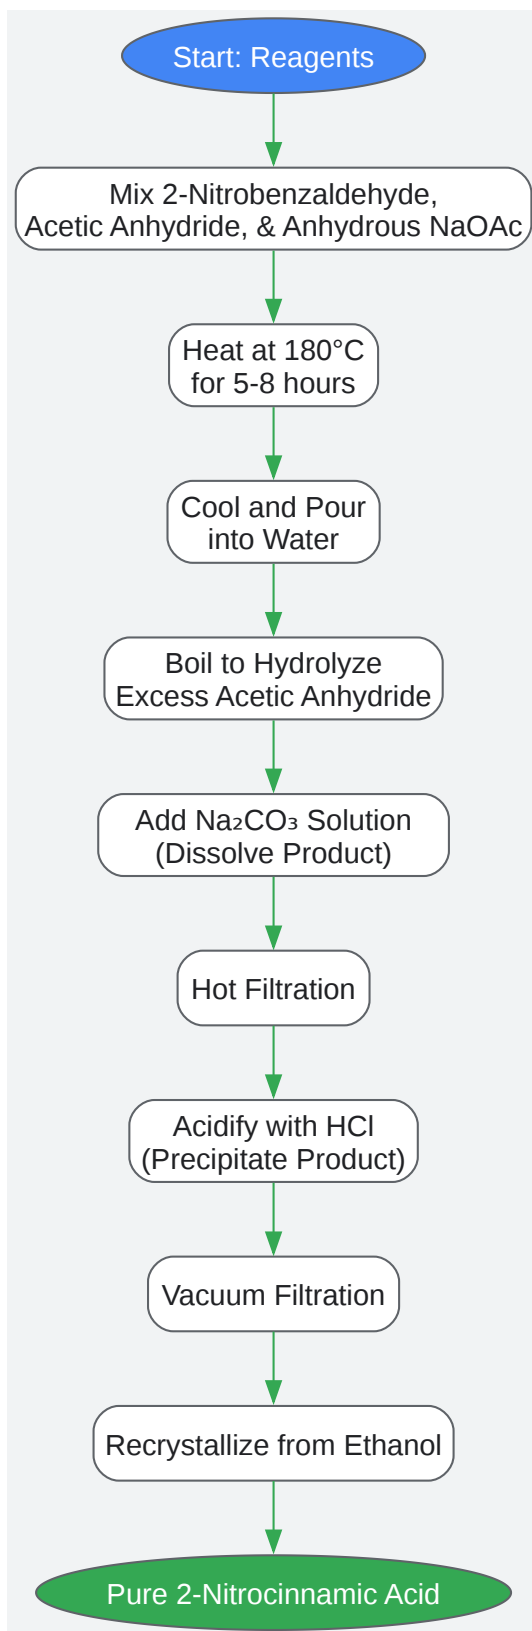 Start: Reagents
Mix 2-Nitrobenzaldehyde,
Acetic Anhydride, & Anhydrous NaOAc
Heat at 180°C
for 5-8 hours
Cool and Pour
into Water
Boil to Hydrolyze
Excess Acetic Anhydride
Add Na₂CO₃ Solution
(Dissolve Product)
Hot Filtration
Acidify with HCl
(Precipitate Product)
Vacuum Filtration
Recrystallize from Ethanol
Pure 2-Nitrocinnamic Acid